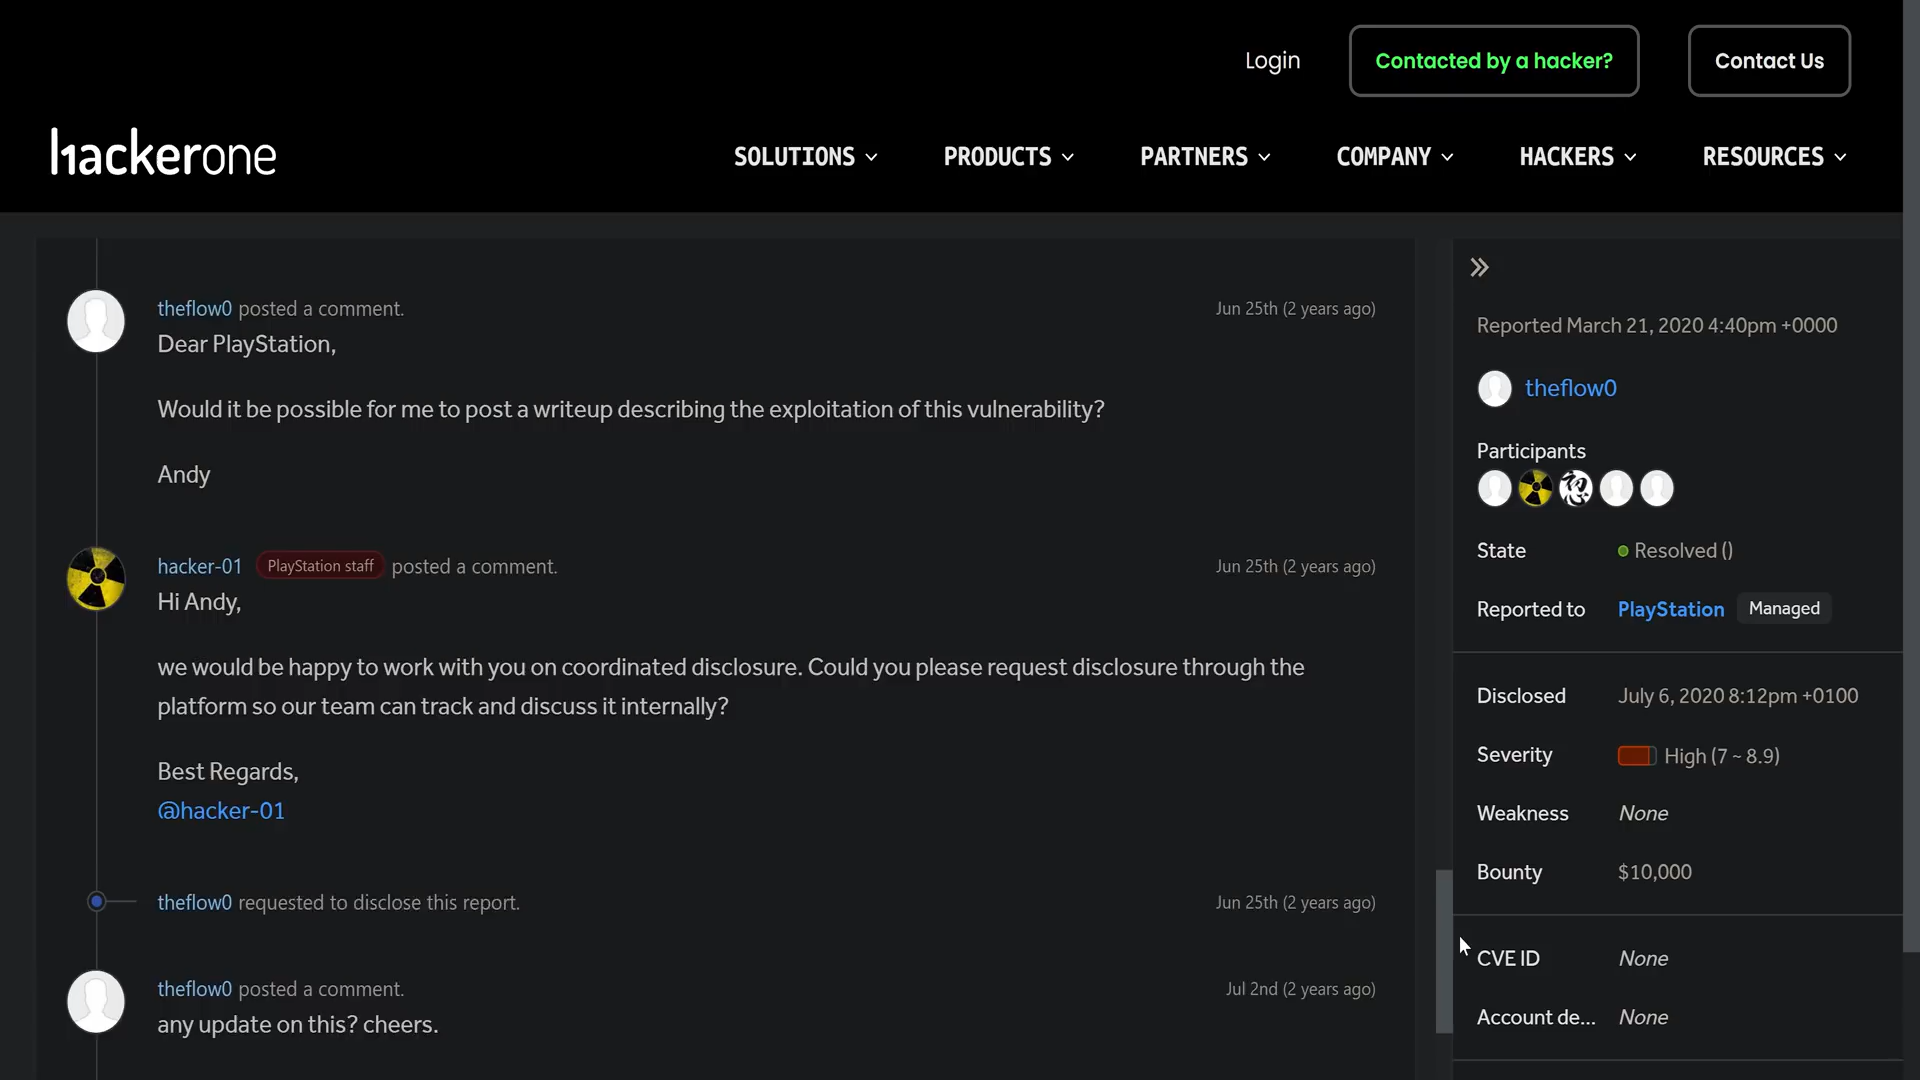 Login
Contacted by a hacker?
Contact Us
hackerone
SOLUTIONS
PRODUCTS
PARTNERS
COMPANY
HACKERS
RESOURCES
theflow0 posted a comment.
Jun 25th (2 years ago)
Dear PlayStation,
Would it be possible for me to post a writeup describing the exploitation of this vulnerability?
Andy
hacker-01 PlayStation staff posted a comment.
Jun 25th (2 years ago)
Hi Andy,
we would be happy to work with you on coordinated disclosure. Could you please request disclosure through the
platform so our team can track and discuss it internally?
Best Regards,
@hacker-01
theflow0 requested to disclose this report.
Jun 25th (2 years ago)
theflow0 posted a comment.
Jul 2nd (2 years ago)
any update on this? cheers.
Reported March 21, 2020 4:40pm +0000
theflow0
Participants
State Resolved ()
Reported to PlayStation Managed
Disclosed July 6, 2020 8:12pm +0100
Severity High (7 ~ 8.9)
Weakness None
Bounty $10,000
CVE ID None
Account de... None